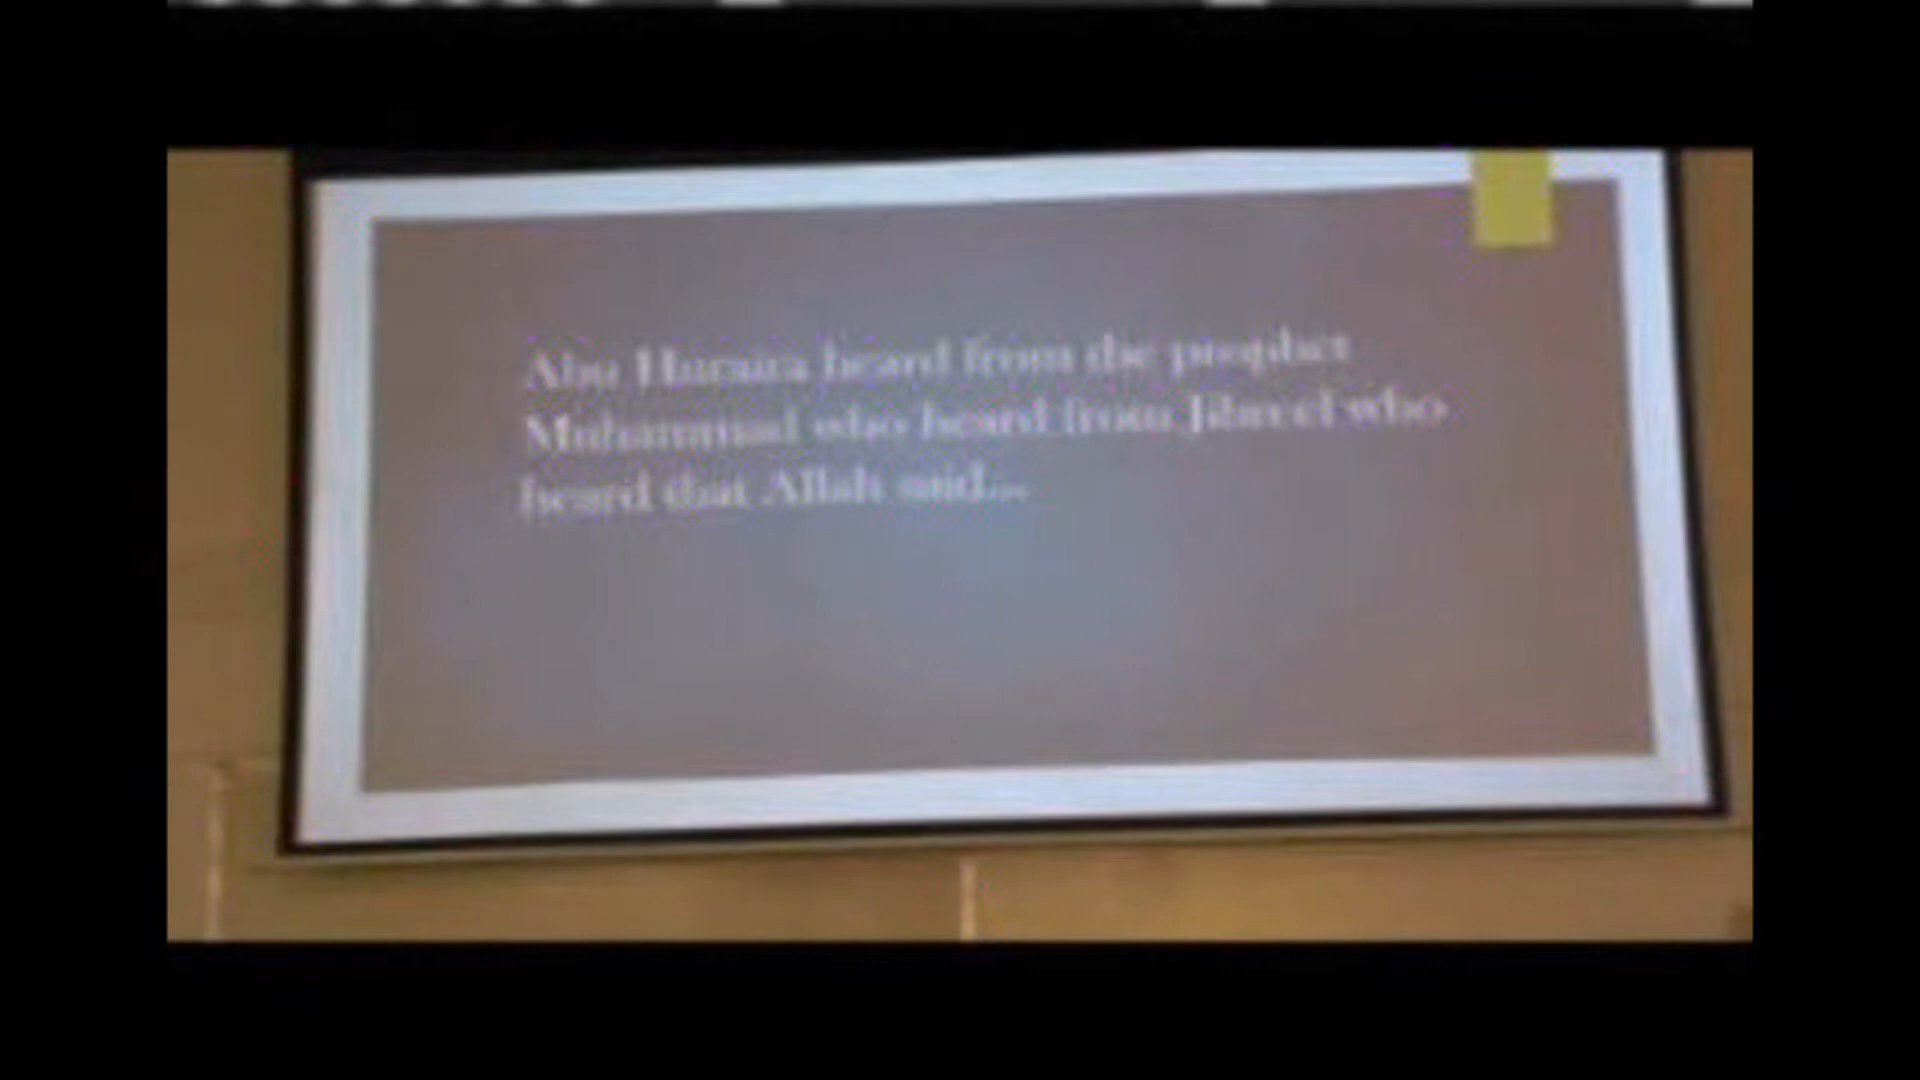 Abu Huraira heard from the prophet
Muhammad who heard from Jibreel who
heard that Allah said...